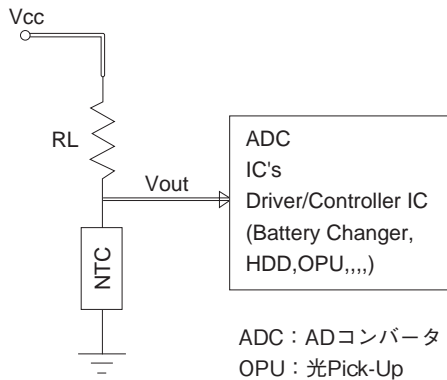 Vcc
RL
Vout
NTC
ADC
IC's
Driver/Controller IC
(Battery Changer,
HDD,OPU,,,,)
ADC：ADコンバータ
OPU：光Pick-Up